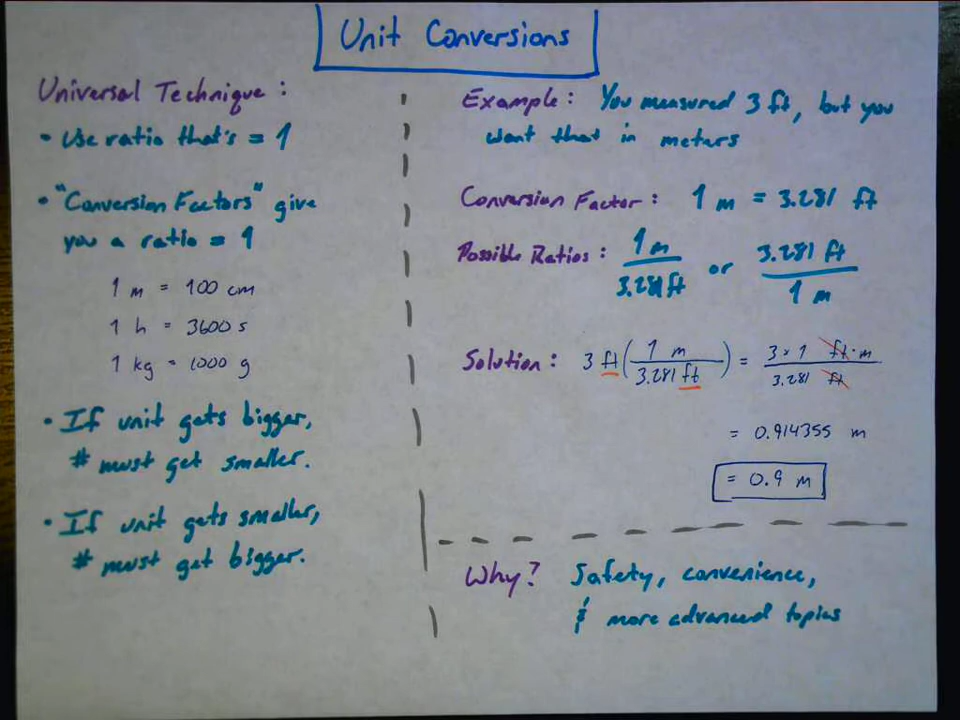 Unit Conversions
Universal Technique:
• Use ratio that's = 1
• "Conversion Factors" give
you a ratio = 1
1 m = 100 cm
1 h = 3600 s
1 kg = 1000 g
• If unit gets bigger,
# must get smaller.
• If unit gets smaller,
# must get bigger.
Example: You measured 3 ft, but you
want that in meters
Conversion Factor: 1 m = 3.281 ft
Possible Ratios: 1 m / 3.281 ft or 3.281 ft / 1 m
Solution: 3 ft (1 m / 3.281 ft) = 3 × 1 ft·m / 3.281 ft
= 0.914355 m
= 0.9 m
Why? Safety, convenience,
& more advanced topics